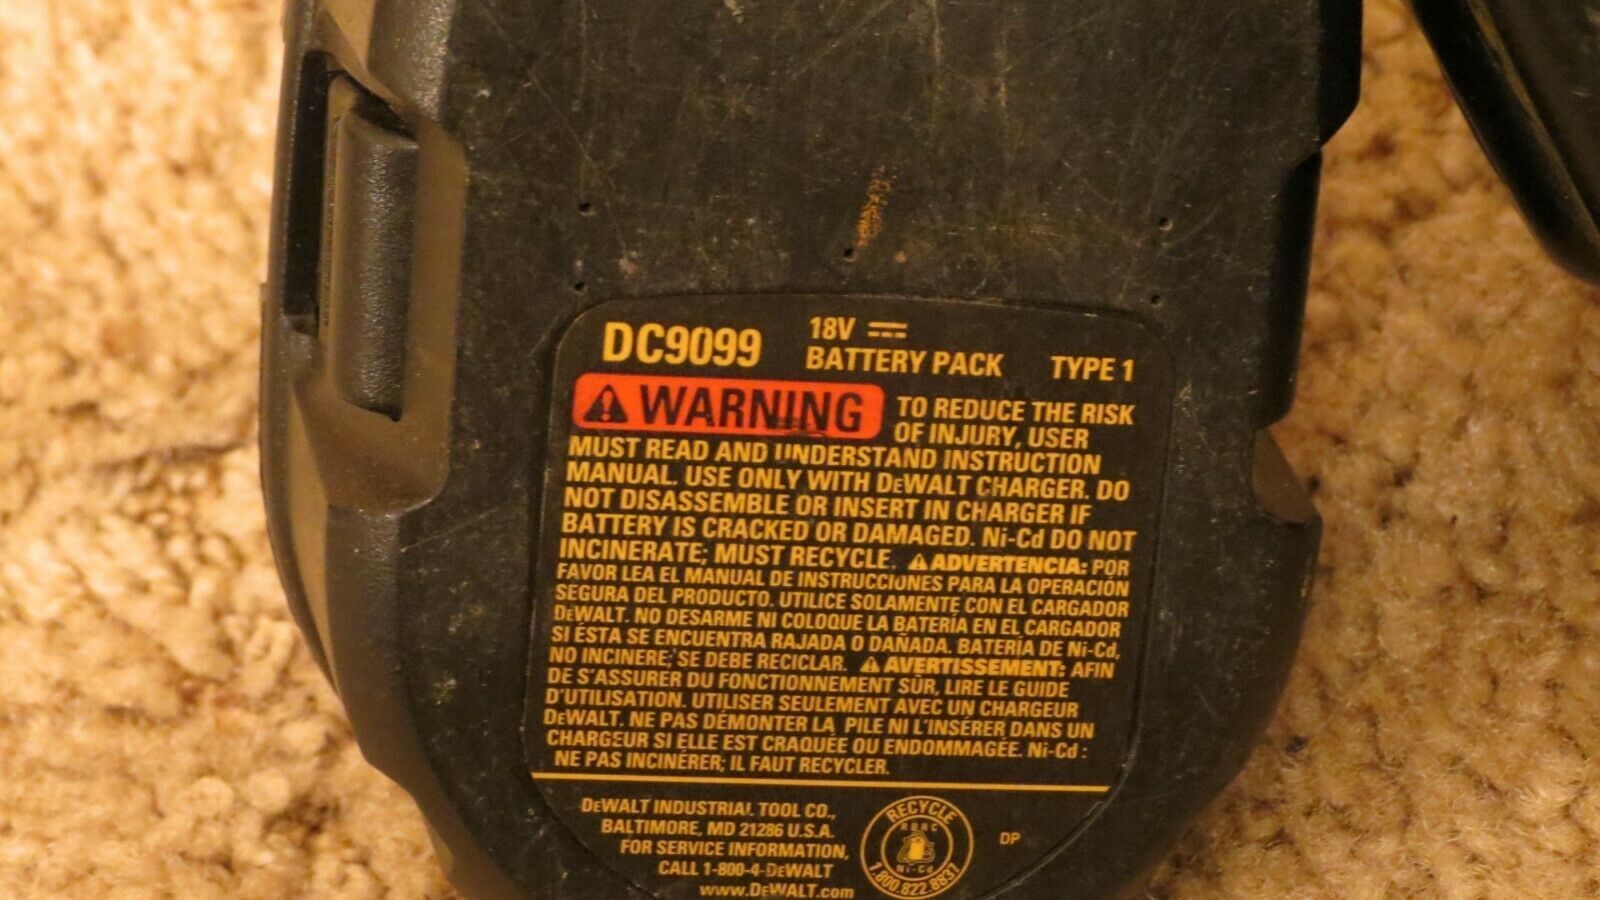 DC9099
18V
BATTERY PACK
TYPE 1
WARNING
TO REDUCE THE RISK
OF INJURY, USER
MUST READ AND UNDERSTAND INSTRUCTION
MANUAL. USE ONLY WITH DEWALT CHARGER. DO
NOT DISASSEMBLE OR INSERT IN CHARGER IF
BATTERY IS CRACKED OR DAMAGED. Ni-Cd DO NOT
INCINERATE; MUST RECYCLE. ADVERTENCIA: POR
FAVOR LEA EL MANUAL DE INSTRUCCIONES PARA LA OPERACIÓN
SEGURA DEL PRODUCTO. UTILICE SOLAMENTE CON EL CARGADOR
DEWALT. NO DESARME NI COLOQUE LA BATERÍA EN EL CARGADOR
SI ÉSTA SE ENCUENTRA RAJADA O DAÑADA. BATERÍA DE Ni-Cd,
NO INCINERE; SE DEBE RECICLAR. AVERTISSEMENT: AFIN
DE S'ASSURER DU FONCTIONNEMENT SÛR, LIRE LE GUIDE
D'UTILISATION. UTILISER SEULEMENT AVEC UN CHARGEUR
DEWALT. NE PAS DÉMONTER LA PILE NI L'INSÉRER DANS UN
CHARGEUR SI ELLE EST CRAQUÉE OU ENDOMMAGÉE. Ni-Cd :
NE PAS INCINÉRER; IL FAUT RECYCLER.
DEWALT INDUSTRIAL TOOL CO.,
BALTIMORE, MD 21286 U.S.A.
FOR SERVICE INFORMATION,
CALL 1-800-4-DEWALT
www.DEWALT.com
RECYCLE
RBRC
Ni-Cd
1.800.822.8837
DP